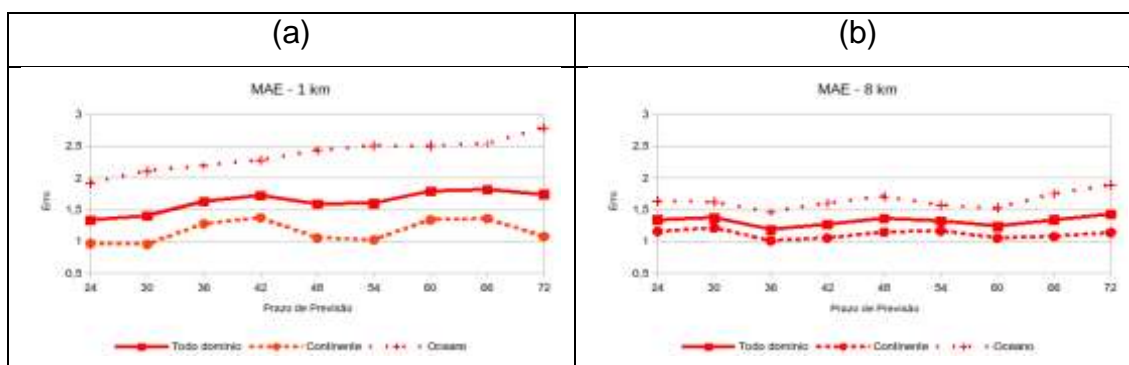 (a)
(b)
MAE - 1 km
3
2.5
2
1.5
1
0.5
Erro
24 30 36 42 48 54 60 66 72
Prazo de Previsão
Todo domínio Continente Oceano
MAE - 8 km
3
2.5
2
1.5
1
0.5
Erro
24 30 36 42 48 54 60 66 72
Prazo de Previsão
Todo domínio Continente Oceano